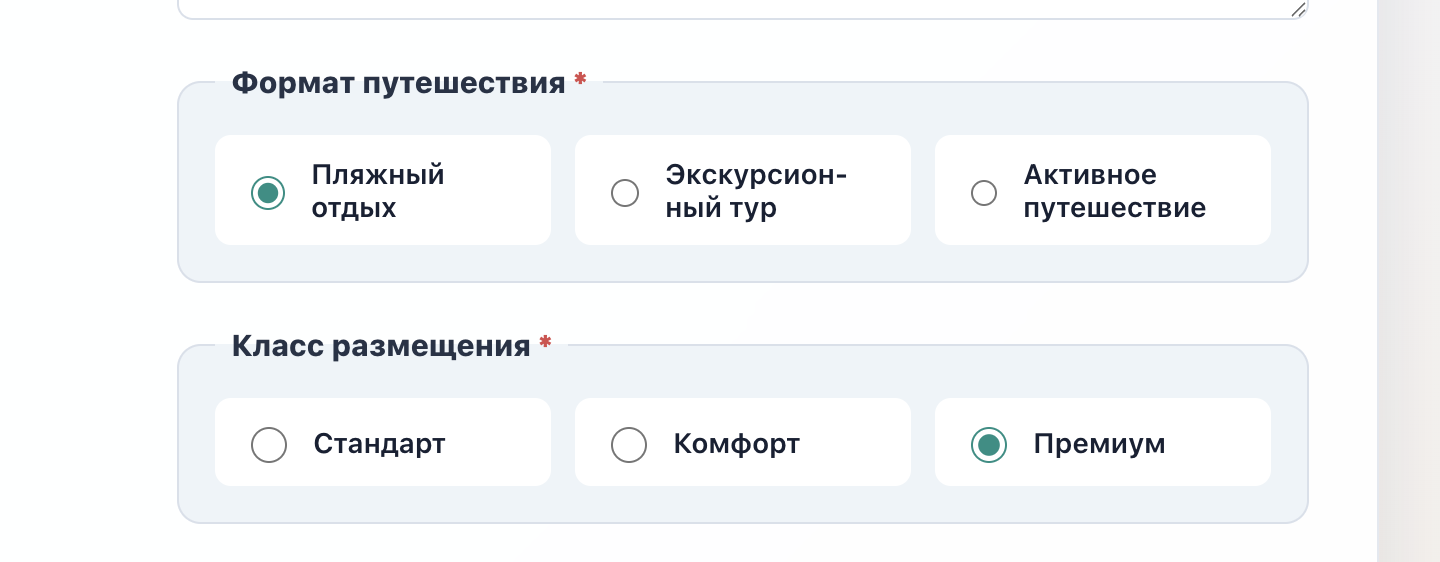 Формат путешествия *
Пляжный
отдых
Экскурсион-
ный тур
Активное
путешествие
Класс размещения *
Стандарт
Комфорт
Премиум